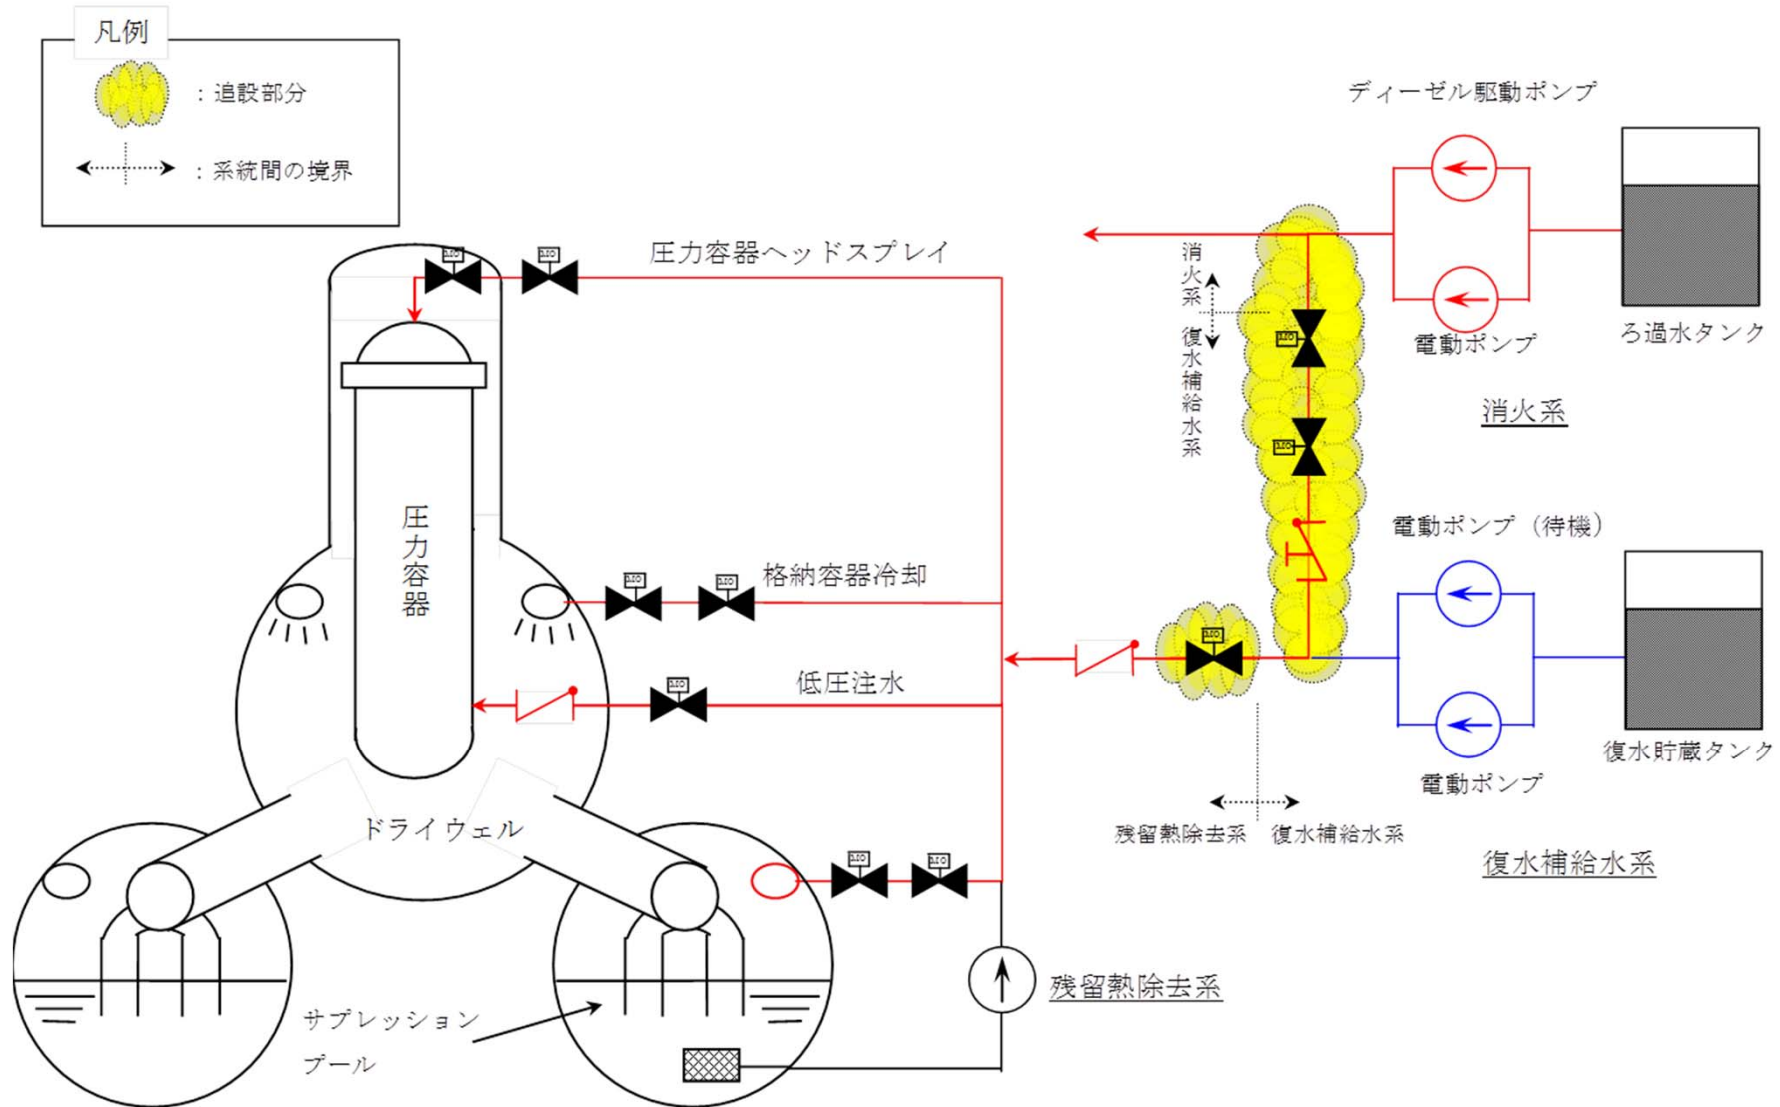 凡例
：追設部分
：系統間の境界
ディーゼル駆動ポンプ
圧力容器ヘッドスプレイ
消火系
復水補給水系
電動ポンプ
ろ過水タンク
消火系
圧力容器
電動ポンプ（待機）
格納容器冷却
低圧注水
復水貯蔵タンク
電動ポンプ
ドライウェル
残留熱除去系
復水補給水系
復水補給水系
残留熱除去系
サプレッション
プール